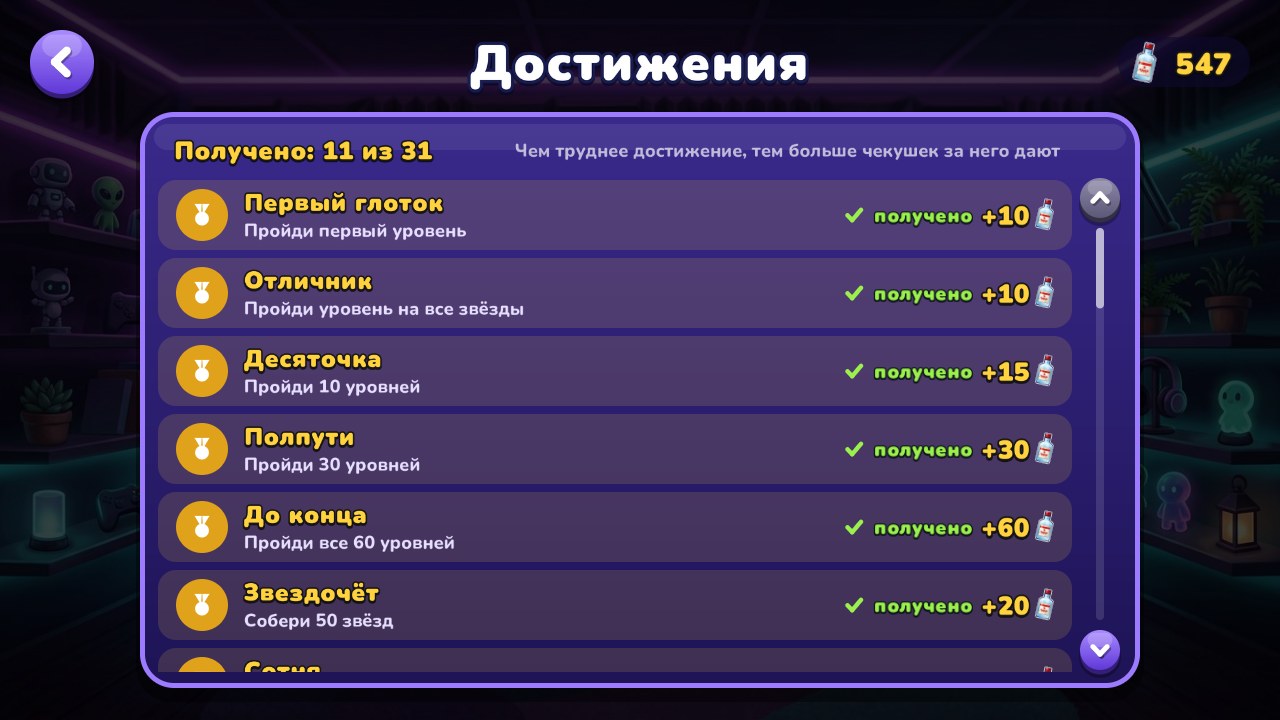 Достижения
547
Получено: 11 из 31
Чем труднее достижение, тем больше чекушек за него дают
Первый глоток
Пройди первый уровень
получено +10
Отличник
Пройди уровень на все звёзды
получено +10
Десяточка
Пройди 10 уровней
получено +15
Полпути
Пройди 30 уровней
получено +30
До конца
Пройди все 60 уровней
получено +60
Звездочёт
Собери 50 звёзд
получено +20
Сотня